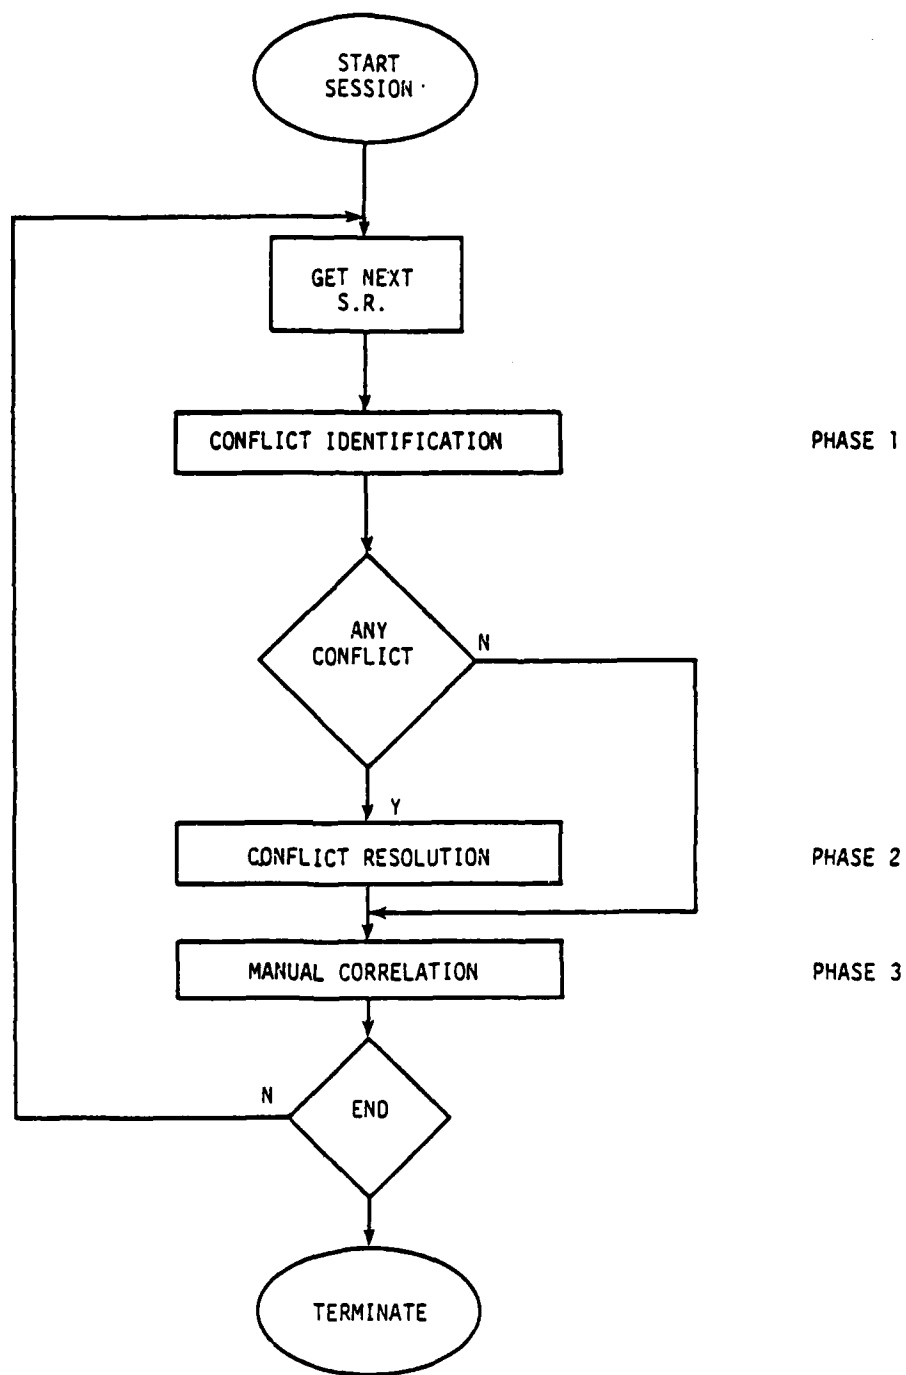 START
SESSION
GET NEXT
S.R.
CONFLICT IDENTIFICATION
PHASE 1
ANY
CONFLICT
N
Y
CONFLICT RESOLUTION
PHASE 2
MANUAL CORRELATION
PHASE 3
N
END
TERMINATE